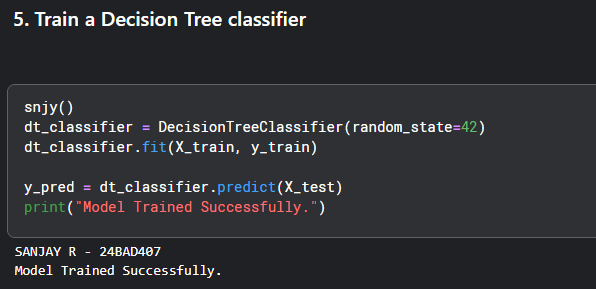 5. Train a Decision Tree classifier
snjy()
dt_classifier = DecisionTreeClassifier(random_state=42)
dt_classifier.fit(X_train, y_train)
y_pred = dt_classifier.predict(X_test)
print("Model Trained Successfully.")
SANJAY R - 24BAD407
Model Trained Successfully.